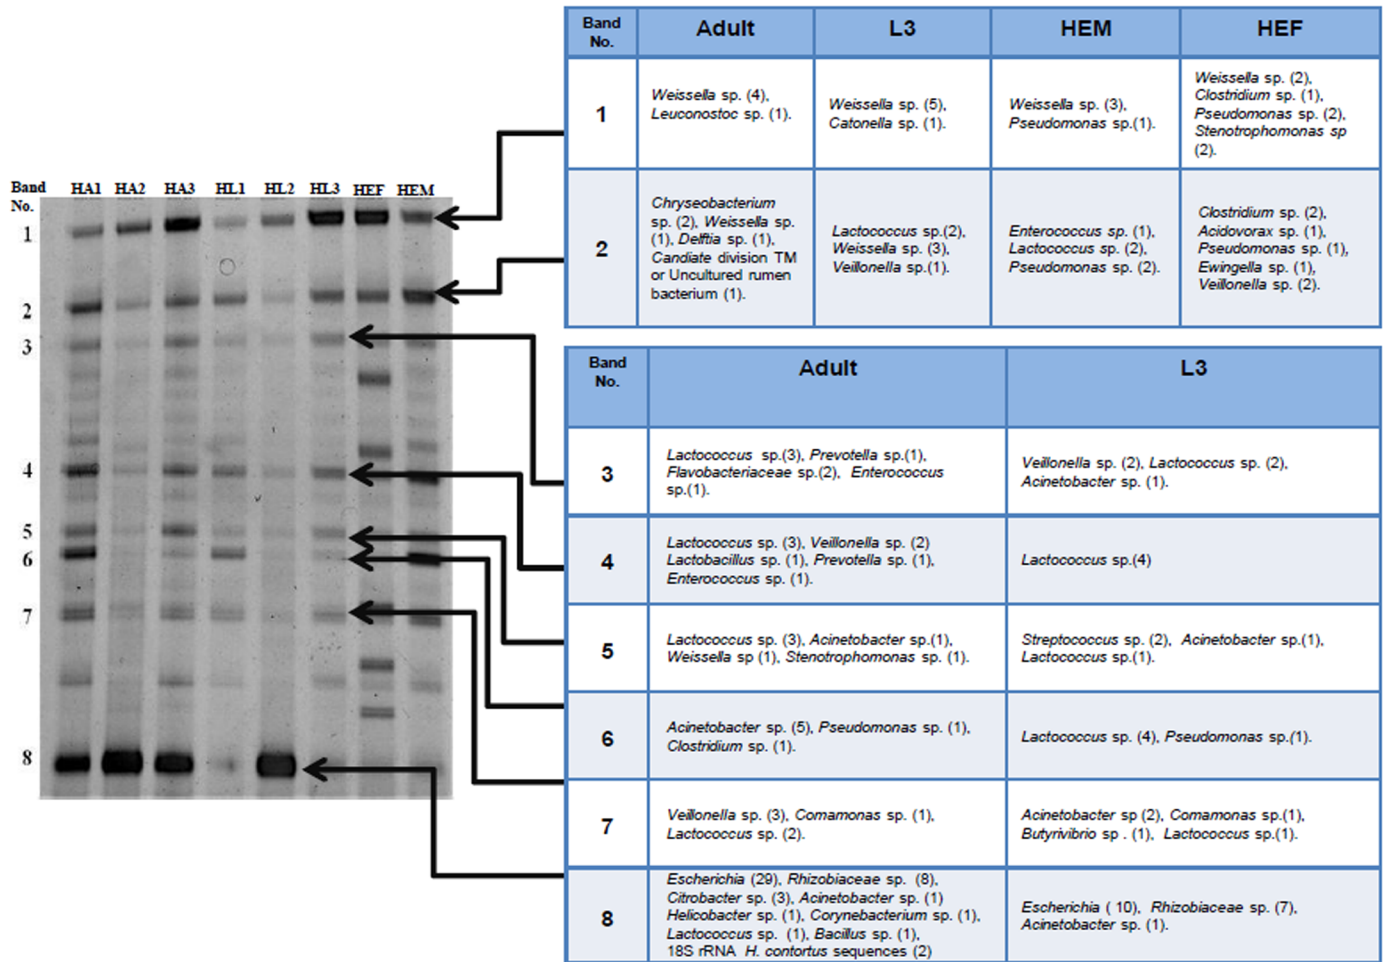 Band No. HA1 HA2 HA3 HL1 HL2 HL3 HEF HEM
1
2
3
4
5
6
7
8
Band No. Adult L3 HEM HEF
1
Weissella sp. (4),
Leuconostoc sp. (1).
Weissella sp. (5),
Catonella sp. (1).
Weissella sp. (3),
Pseudomonas sp.(1).
Weissella sp. (2),
Clostridium sp. (1),
Pseudomonas sp. (2),
Stenotrophomonas sp
(2).
2
Chryseobacterium
sp. (2), Weissella sp.
(1), Delftia sp. (1),
Candiate division TM
or Uncultured rumen
bacterium (1).
Lactococcus sp.(2),
Weissella sp. (3),
Veillonella sp.(1).
Enterococcus sp. (1),
Lactococcus sp. (2),
Pseudomonas sp. (2).
Clostridium sp. (2),
Acidovorax sp. (1),
Pseudomonas sp. (1),
Ewingella sp. (1),
Veillonella sp. (2).
Band No. Adult L3
3
Lactococcus sp.(3), Prevotella sp.(1),
Flavobacteriaceae sp.(2), Enterococcus
sp.(1).
Veillonella sp. (2), Lactococcus sp. (2),
Acinetobacter sp. (1).
4
Lactococcus sp. (3), Veillonella sp. (2)
Lactobacillus sp. (1), Prevotella sp. (1),
Enterococcus sp. (1).
Lactococcus sp.(4)
5
Lactococcus sp. (3), Acinetobacter sp.(1),
Weissella sp (1), Stenotrophomonas sp. (1).
Streptococcus sp. (2), Acinetobacter sp.(1),
Lactococcus sp.(1).
6
Acinetobacter sp. (5), Pseudomonas sp. (1),
Clostridium sp. (1).
Lactococcus sp. (4), Pseudomonas sp.(1).
7
Veillonella sp. (3), Comamonas sp. (1),
Lactococcus sp. (2).
Acinetobacter sp (2), Comamonas sp.(1),
Butyrivibrio sp . (1), Lactococcus sp.(1).
8
Escherichia (29), Rhizobiaceae sp. (8),
Citrobacter sp. (3), Acinetobacter sp. (1)
Helicobacter sp. (1), Corynebacterium sp. (1),
Lactococcus sp. (1), Bacillus sp. (1),
18S rRNA H. contortus sequences (2)
Escherichia ( 10), Rhizobiaceae sp. (7),
Acinetobacter sp. (1).